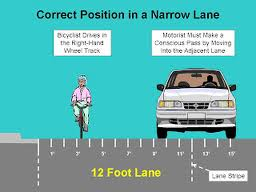 Correct Position in a Narrow Lane
Bicyclist Drives in
the Right-Hand
Wheel Track
Motorist Must Make a
Conscious Pass by Moving
Into the Adjacent Lane
1' 3' 5' 7' 9' 11' 13' 15'
12 Foot Lane
Lane Stripe